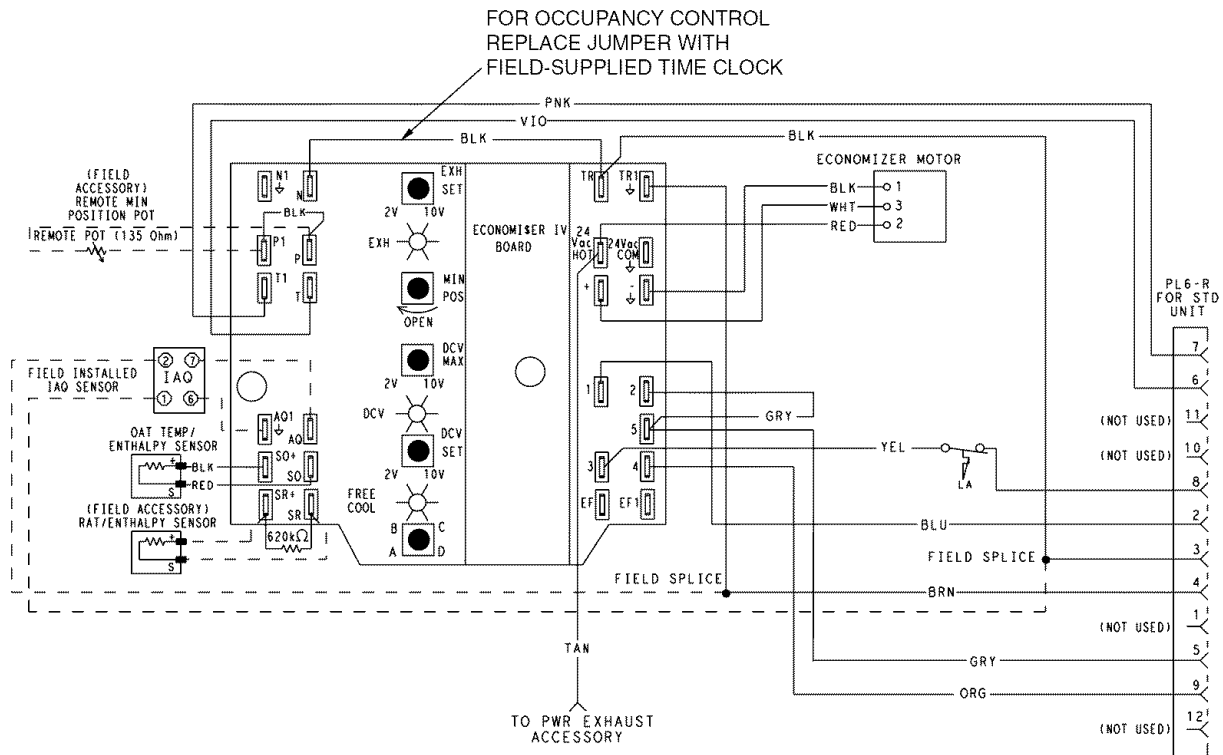 FOR OCCUPANCY CONTROL
REPLACE JUMPER WITH
FIELD-SUPPLIED TIME CLOCK
PNK
VIO
BLK
BLK
ECONOMIZER MOTOR
BLK
1
WHT
3
RED
2
(FIELD
ACCESSORY)
REMOTE MIN
POSITION POT
REMOTE POT (135 Ohm)
N1
N
BLK
P1
P
T1
T
EXH
SET
2V 10V
EXH
MIN
POS
OPEN
DCV
MAX
2V 10V
DCV
DCV
SET
2V 10V
FREE
COOL
B C
A D
ECONOMI$ER IV
BOARD
TR
TR1
24
Vac
HOT
24Vac
COM
+
-
1
2
5
3
4
EF
EF1
GRY
YEL
LA
FIELD INSTALLED
IAQ SENSOR
2 7
IAQ
1 6
AQ1
AQ
OAT TEMP/
ENTHALPY SENSOR
+
S
BLK
RED
SO+
SO
(FIELD ACCESSORY)
RAT/ENTHALPY SENSOR
+
S
SR+
SR
620kΩ
BLU
FIELD SPLICE
FIELD SPLICE
BRN
TAN
GRY
ORG
TO PWR EXHAUST
ACCESSORY
PL6-R
FOR STD
UNIT
7
6
(NOT USED) 11
(NOT USED) 10
8
2
3
4
(NOT USED) 1
5
9
(NOT USED) 12